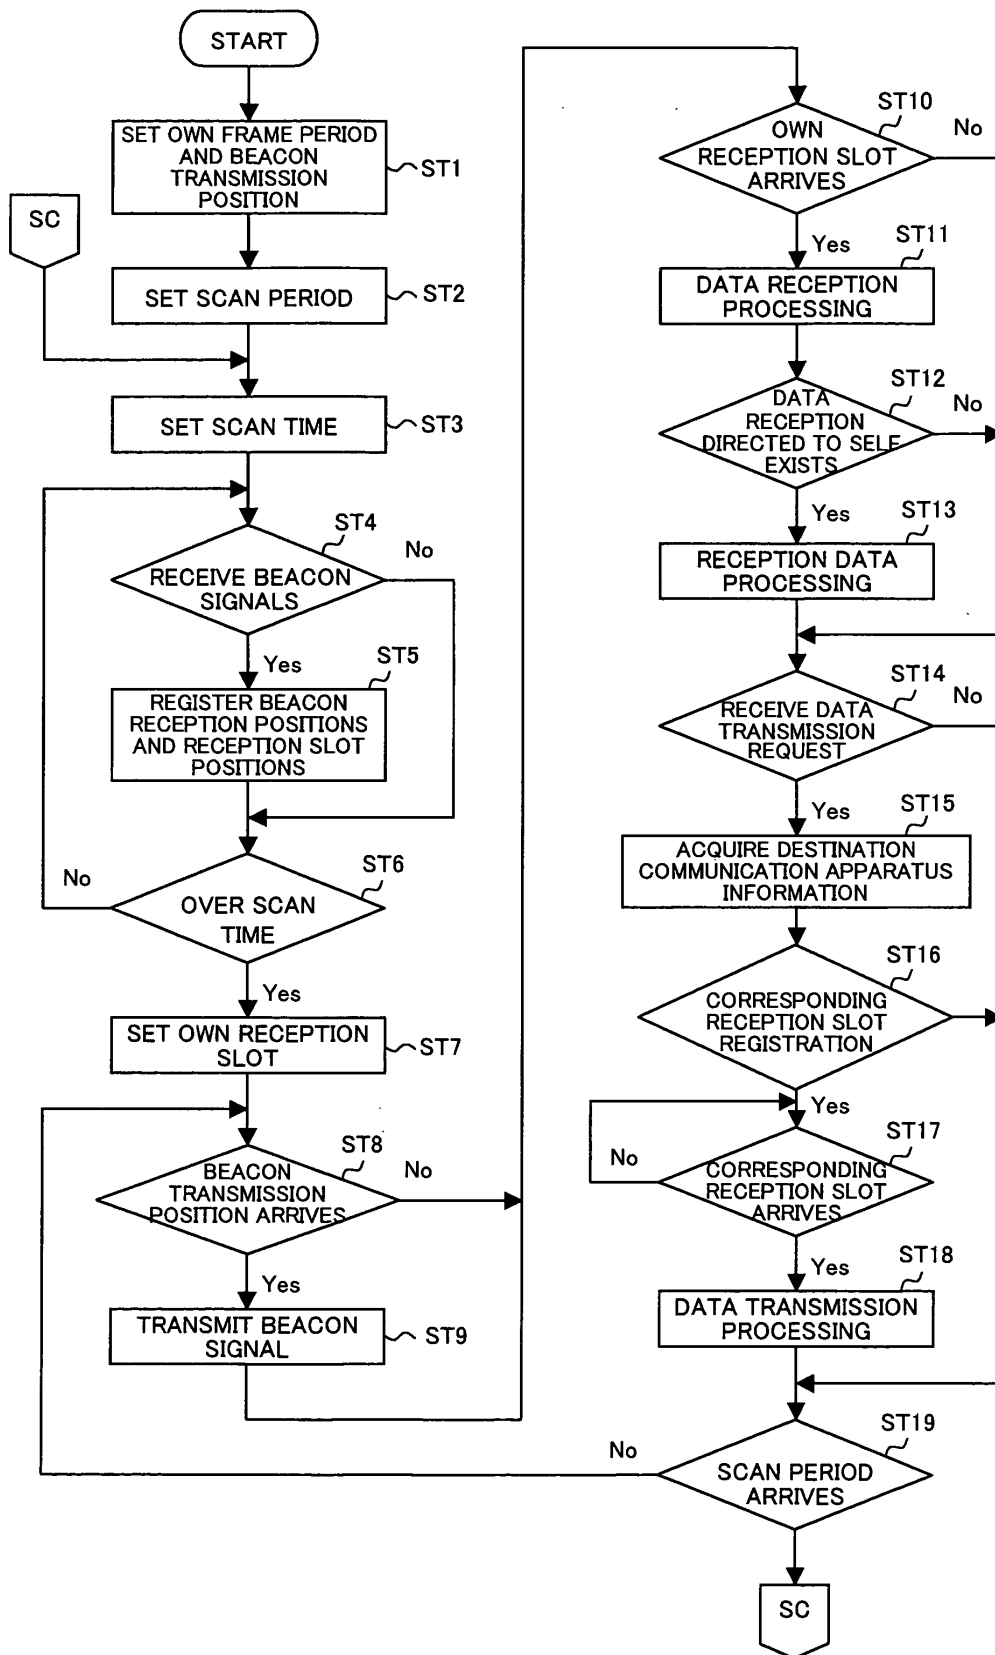 START
SET OWN FRAME PERIOD
AND BEACON
TRANSMISSION
POSITION
ST1
SC
SET SCAN PERIOD
ST2
SET SCAN TIME
ST3
ST4
RECEIVE BEACON
SIGNALS
No
Yes
ST5
REGISTER BEACON
RECEPTION POSITIONS
AND RECEPTION SLOT
POSITIONS
ST6
No
OVER SCAN
TIME
Yes
SET OWN RECEPTION
SLOT
ST7
ST8
BEACON
TRANSMISSION
POSITION ARRIVES
No
Yes
TRANSMIT BEACON
SIGNAL
ST9
ST10
OWN
RECEPTION SLOT
ARRIVES
No
Yes
ST11
DATA RECEPTION
PROCESSING
ST12
DATA
RECEPTION
DIRECTED TO SELF
EXISTS
No
Yes
ST13
RECEPTION DATA
PROCESSING
ST14
RECEIVE DATA
TRANSMISSION
REQUEST
No
Yes
ST15
ACQUIRE DESTINATION
COMMUNICATION APPARATUS
INFORMATION
ST16
CORRESPONDING
RECEPTION SLOT
REGISTRATION
Yes
ST17
No
CORRESPONDING
RECEPTION SLOT
ARRIVES
Yes
ST18
DATA TRANSMISSION
PROCESSING
ST19
No
SCAN PERIOD
ARRIVES
SC